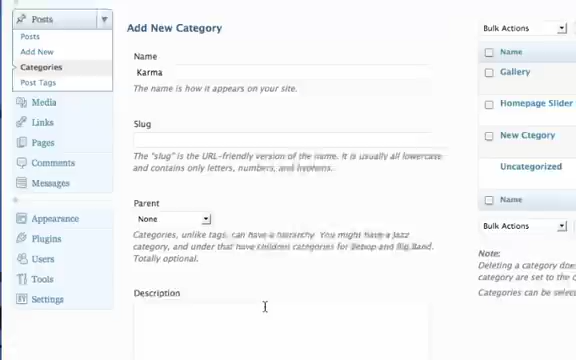 Posts
Posts
Add New
Categories
Post Tags
Media
Links
Pages
Comments
Messages
Appearance
Plugins
Users
Tools
Settings
Add New Category
Name
Karma
The name is how it appears on your site.
Slug
The "slug" is the URL-friendly version of the name. It is usually all lowercase
and contains only letters, numbers, and hyphens.
Parent
None
Categories, unlike tags, can have a hierarchy. You might have a Jazz
category, and under that have children categories for Bebop and Big Band.
Totally optional.
Description
Bulk Actions
Name
Gallery
Homepage Slider
New Ctegory
Uncategorized
Name
Bulk Actions
Note:
Deleting a category does
category are set to the c
Categories can be selec